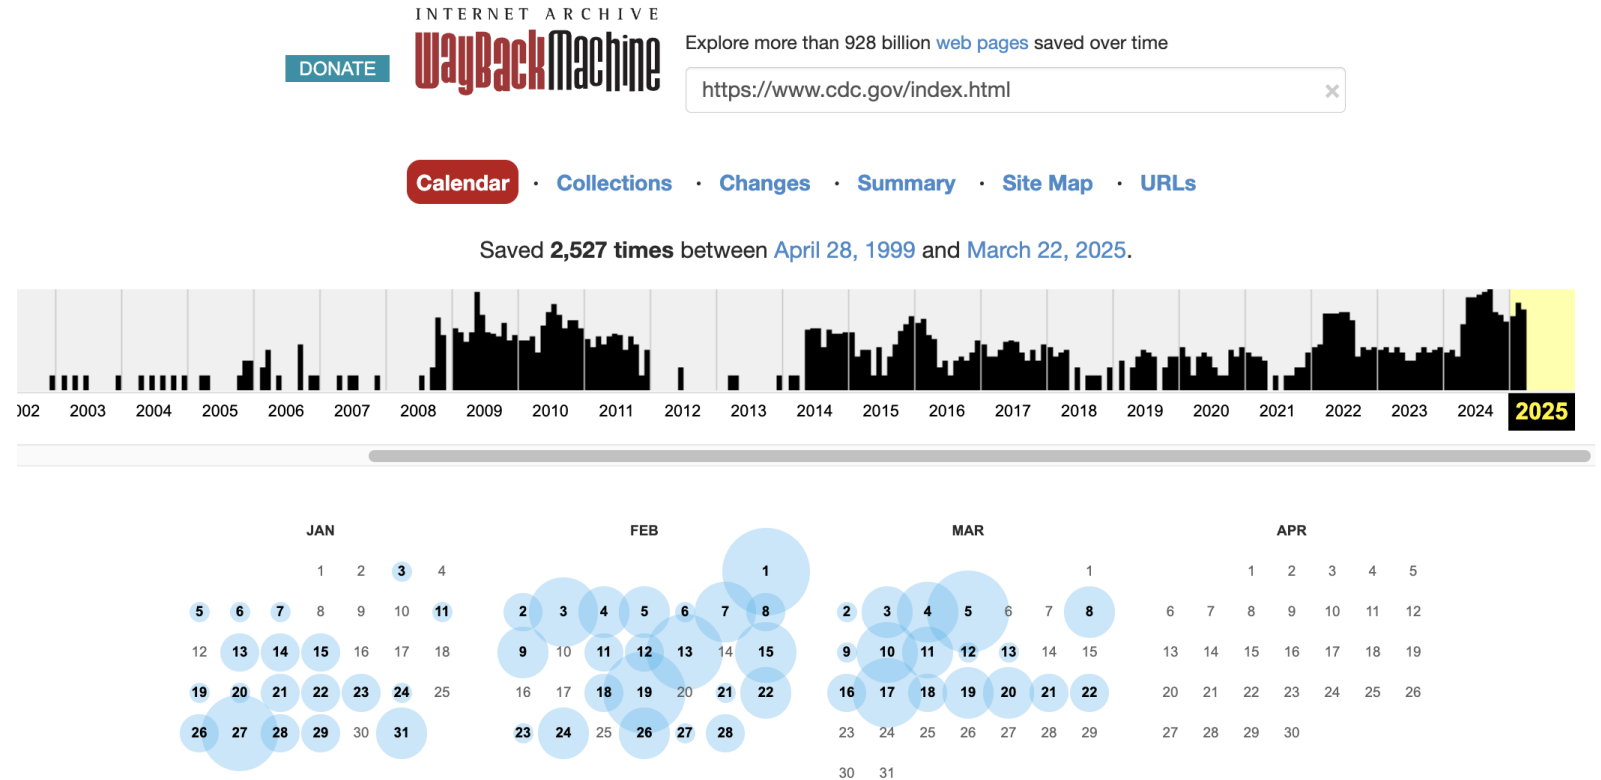 INTERNET ARCHIVE
DONATE
WayBackMachine
Explore more than 928 billion web pages saved over time
https://www.cdc.gov/index.html ×
Calendar · Collections · Changes · Summary · Site Map · URLs
Saved 2,527 times between April 28, 1999 and March 22, 2025.
002 2003 2004 2005 2006 2007 2008 2009 2010 2011 2012 2013 2014 2015 2016 2017 2018 2019 2020 2021 2022 2023 2024 2025
JAN
1 2 3 4
5 6 7 8 9 10 11
12 13 14 15 16 17 18
19 20 21 22 23 24 25
26 27 28 29 30 31
FEB
1
2 3 4 5 6 7 8
9 10 11 12 13 14 15
16 17 18 19 20 21 22
23 24 25 26 27 28
MAR
1
2 3 4 5 6 7 8
9 10 11 12 13 14 15
16 17 18 19 20 21 22
23 24 25 26 27 28 29
30 31
APR
1 2 3 4 5
6 7 8 9 10 11 12
13 14 15 16 17 18 19
20 21 22 23 24 25 26
27 28 29 30